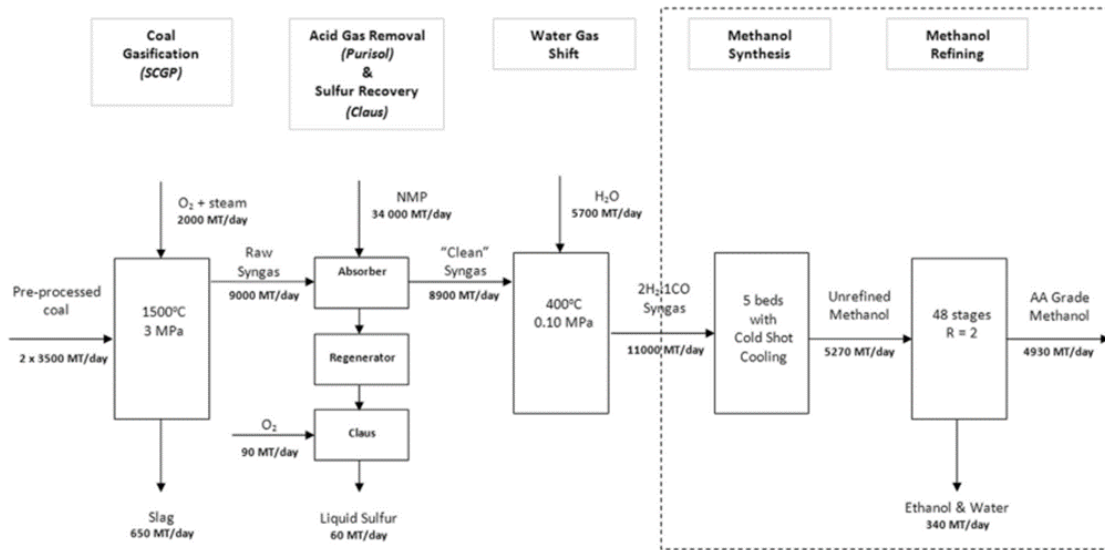 Coal
Gasification
(SCGP)
Acid Gas Removal
(Purisol)
&
Sulfur Recovery
(Claus)
Water Gas
Shift
Methanol
Synthesis
Methanol
Refining
O₂ + steam
2000 MT/day
NMP
34 000 MT/day
H₂O
5700 MT/day
Pre-processed
coal
2 x 3500 MT/day
1500°C
3 MPa
Raw
Syngas
9000 MT/day
Absorber
"Clean"
Syngas
8900 MT/day
400°C
0.10 MPa
2H₂:1CO
Syngas
11000 MT/day
5 beds
with
Cold Shot
Cooling
Unrefined
Methanol
5270 MT/day
48 stages
R = 2
AA Grade
Methanol
4930 MT/day
Regenerator
O₂
90 MT/day
Claus
Slag
650 MT/day
Liquid Sulfur
60 MT/day
Ethanol & Water
340 MT/day